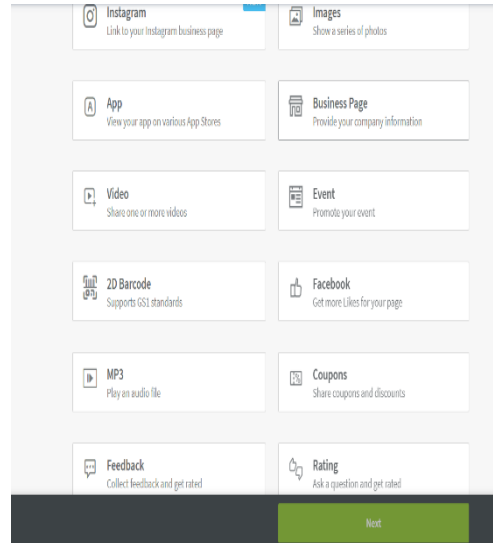 Instagram
Link to your Instagram business page
Images
Show a series of photos
App
View your app on various App Stores
Business Page
Provide your company information
Video
Share one or more videos
Event
Promote your event
2D Barcode
Supports GS1 standards
Facebook
Get more Likes for your page
MP3
Play an audio file
Coupons
Share coupons and discounts
Feedback
Collect feedback and get rated
Rating
Ask a question and get rated
Next